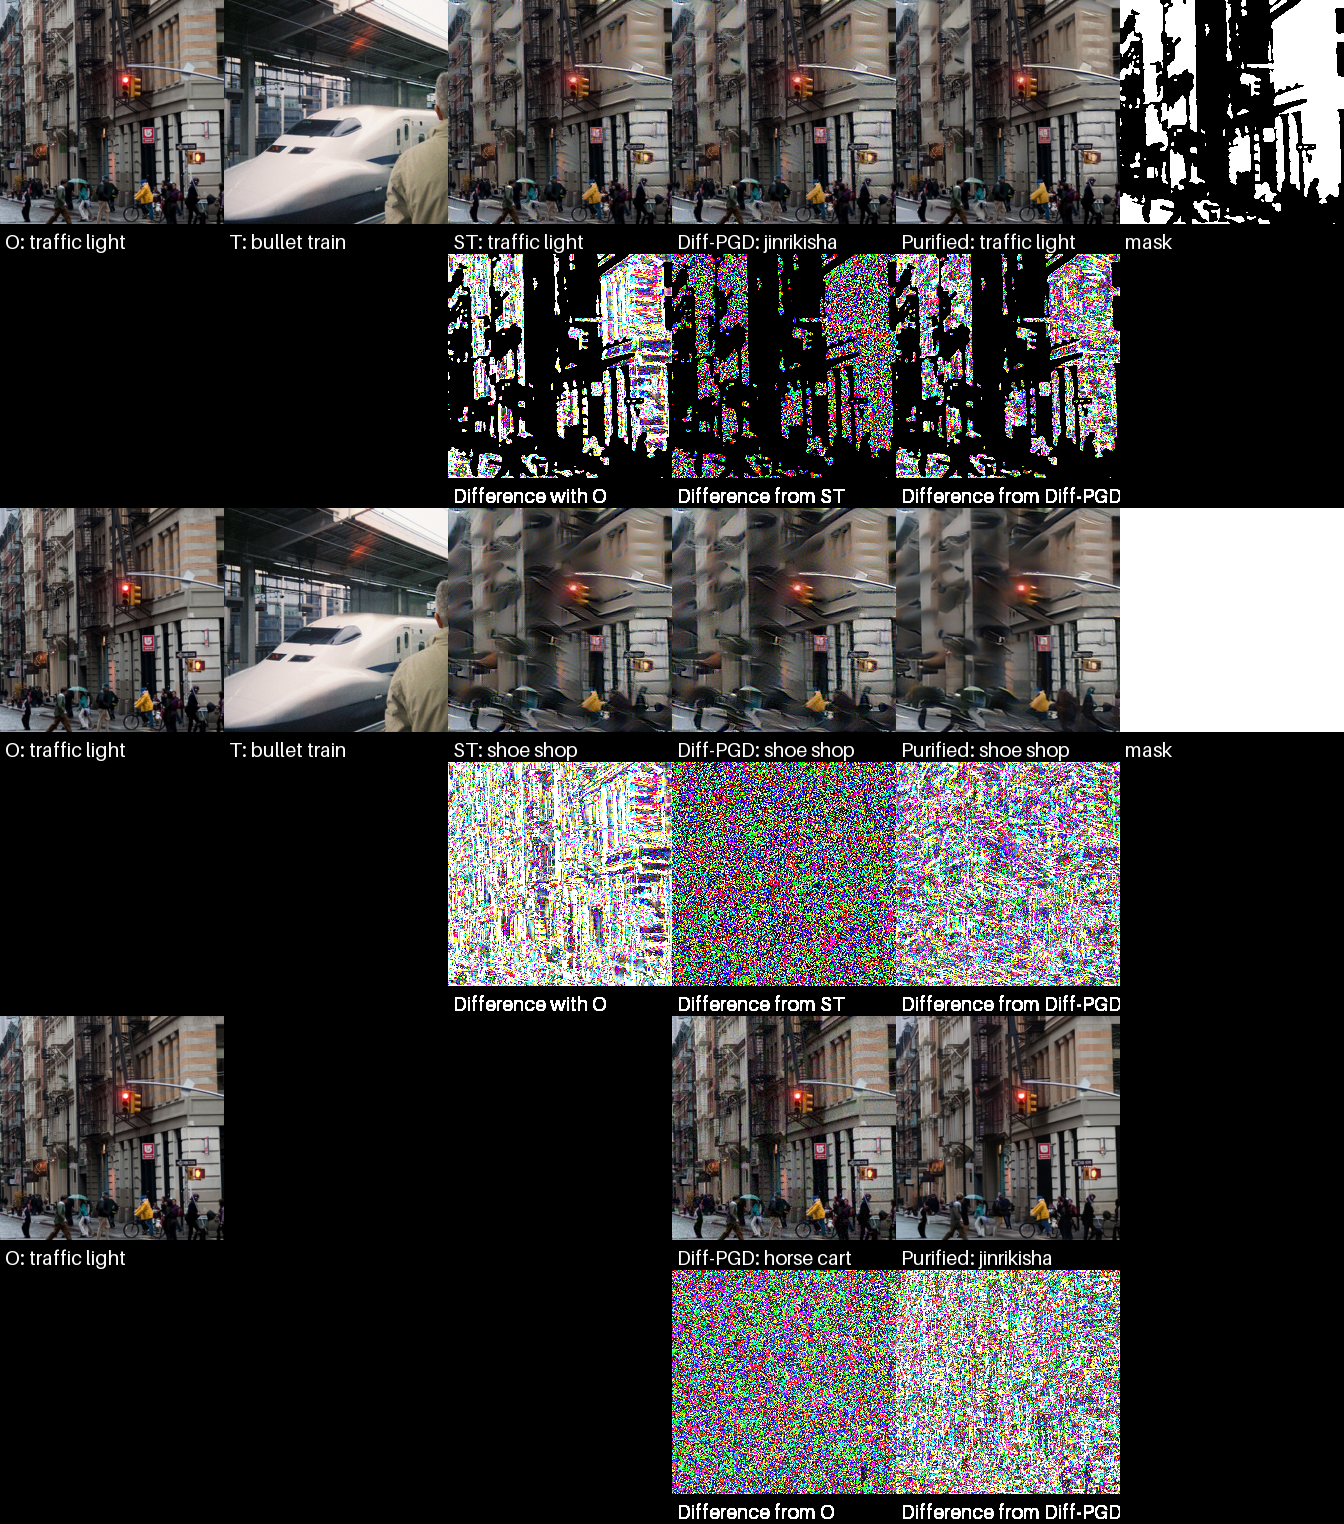 O: traffic light
T: bullet train
ST: traffic light
Diff-PGD: jinrikisha
Purified: traffic light
mask
Difference with O
Difference from ST
Difference from Diff-PGD
O: traffic light
T: bullet train
ST: shoe shop
Diff-PGD: shoe shop
Purified: shoe shop
mask
Difference with O
Difference from ST
Difference from Diff-PGD
O: traffic light
Diff-PGD: horse cart
Purified: jinrikisha
Difference from O
Difference from Diff-PGD